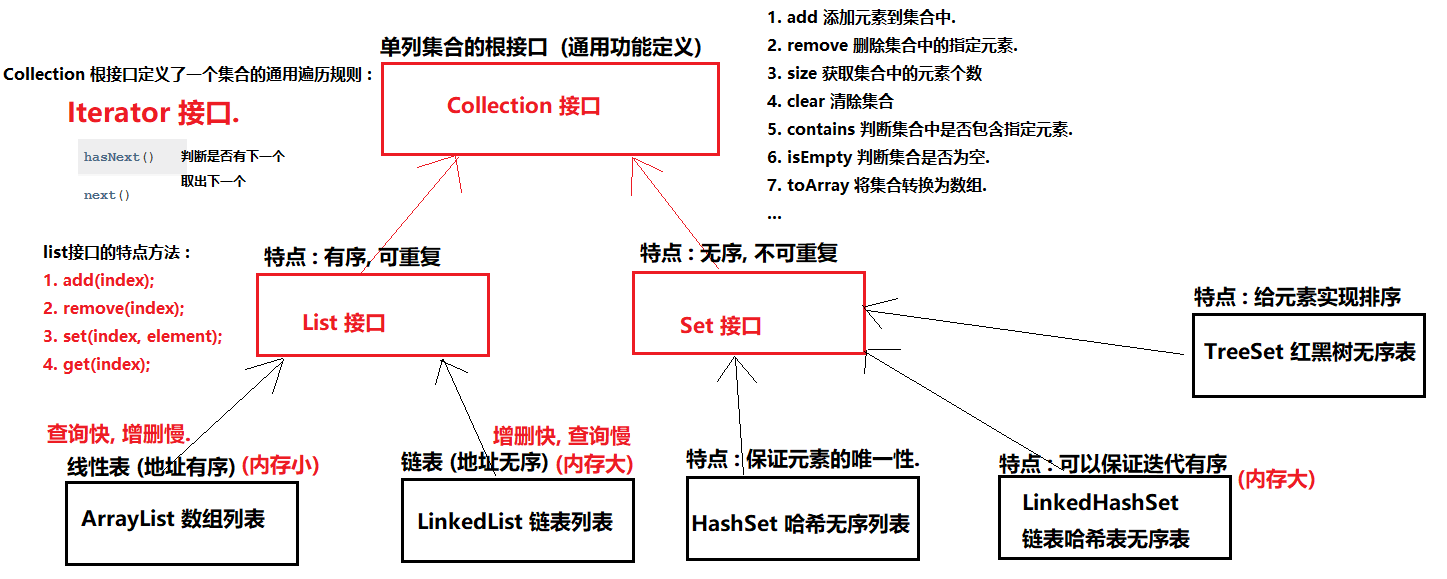 单列集合的根接口 (通用功能定义)
Collection 根接口定义了一个集合的通用遍历规则 :
Iterator 接口.
hasNext() 判断是否有下一个
取出下一个
next()
Collection 接口
1. add 添加元素到集合中.
2. remove 删除集合中的指定元素.
3. size 获取集合中的元素个数
4. clear 清除集合
5. contains 判断集合中是否包含指定元素.
6. isEmpty 判断集合是否为空.
7. toArray 将集合转换为数组.
...
list接口的特点方法 :
1. add(index);
2. remove(index);
3. set(index, element);
4. get(index);
特点 : 有序, 可重复
List 接口
特点 : 无序, 不可重复
Set 接口
特点 : 给元素实现排序
TreeSet 红黑树无序表
查询快, 增删慢.
线性表 (地址有序) (内存小)
ArrayList 数组列表
增删快, 查询慢
链表 (地址无序) (内存大)
LinkedList 链表列表
特点 : 保证元素的唯一性.
HashSet 哈希无序列表
特点 : 可以保证迭代有序
(内存大)
LinkedHashSet
链表哈希表无序表